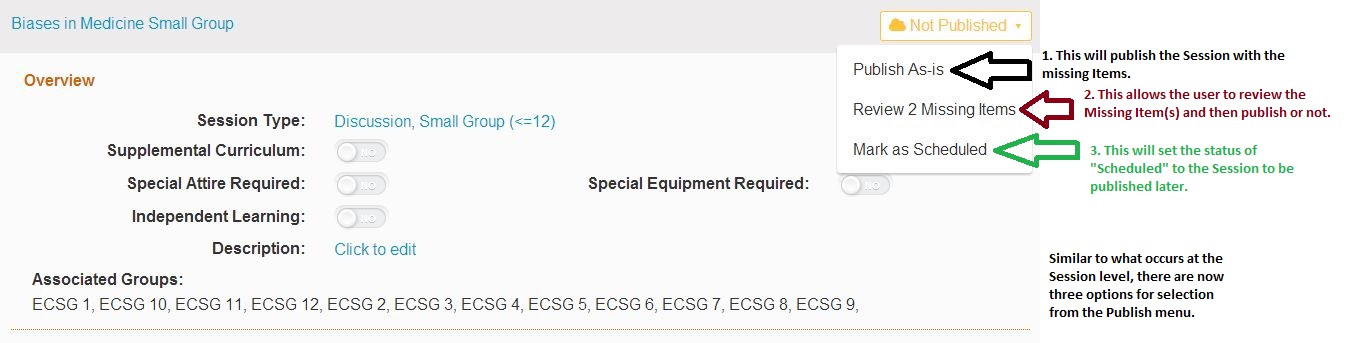 Biases in Medicine Small Group
Not Published
Publish As-is
1. This will publish the Session with the
missing Items.
Review 2 Missing Items
2. This allows the user to review the
Missing Item(s) and then publish or not.
Mark as Scheduled
3. This will set the status of
"Scheduled" to the Session to be
published later.
Overview
Session Type: Discussion, Small Group (<=12)
Supplemental Curriculum: NO
Special Attire Required: NO Special Equipment Required: NO
Independent Learning: NO
Description: Click to edit
Associated Groups:
ECSG 1, ECSG 10, ECSG 11, ECSG 12, ECSG 2, ECSG 3, ECSG 4, ECSG 5, ECSG 6, ECSG 7, ECSG 8, ECSG 9,
Similar to what occurs at the
Session level, there are now
three options for selection
from the Publish menu.